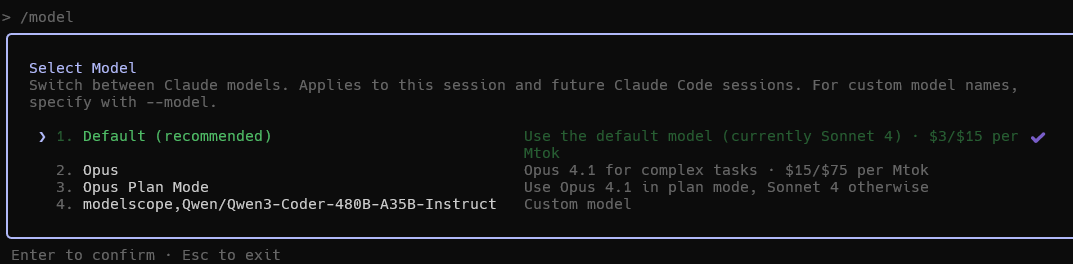 > /model
Select Model
Switch between Claude models. Applies to this session and future Claude Code sessions. For custom model names,
specify with --model.
❯ 1. Default (recommended) Use the default model (currently Sonnet 4) · $3/$15 per ✔
Mtok
2. Opus Opus 4.1 for complex tasks · $15/$75 per Mtok
3. Opus Plan Mode Use Opus 4.1 in plan mode, Sonnet 4 otherwise
4. modelscope,Qwen/Qwen3-Coder-480B-A35B-Instruct Custom model
Enter to confirm · Esc to exit